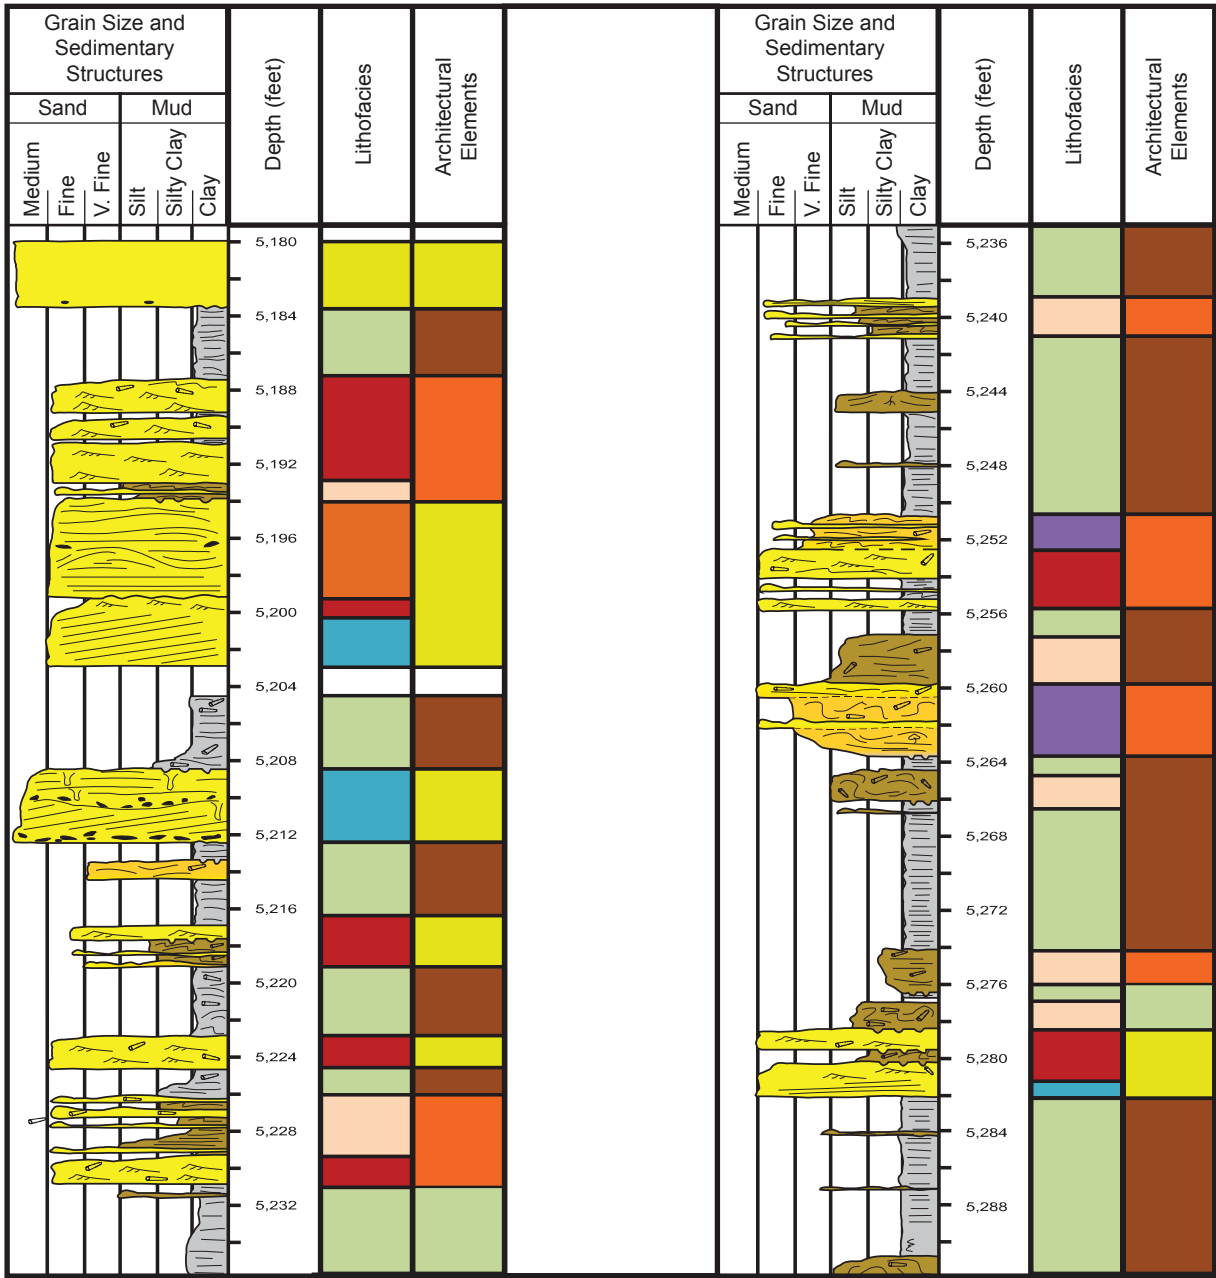 Grain Size and
Sedimentary
Structures
Sand
Mud
Medium
Fine
V. Fine
Silt
Silty Clay
Clay
Depth (feet)
Lithofacies
Architectural
Elements
5,180
5,184
5,188
5,192
5,196
5,200
5,204
5,208
5,212
5,216
5,220
5,224
5,228
5,232
Grain Size and
Sedimentary
Structures
Sand
Mud
Medium
Fine
V. Fine
Silt
Silty Clay
Clay
Depth (feet)
Lithofacies
Architectural
Elements
5,236
5,240
5,244
5,248
5,252
5,256
5,260
5,264
5,268
5,272
5,276
5,280
5,284
5,288